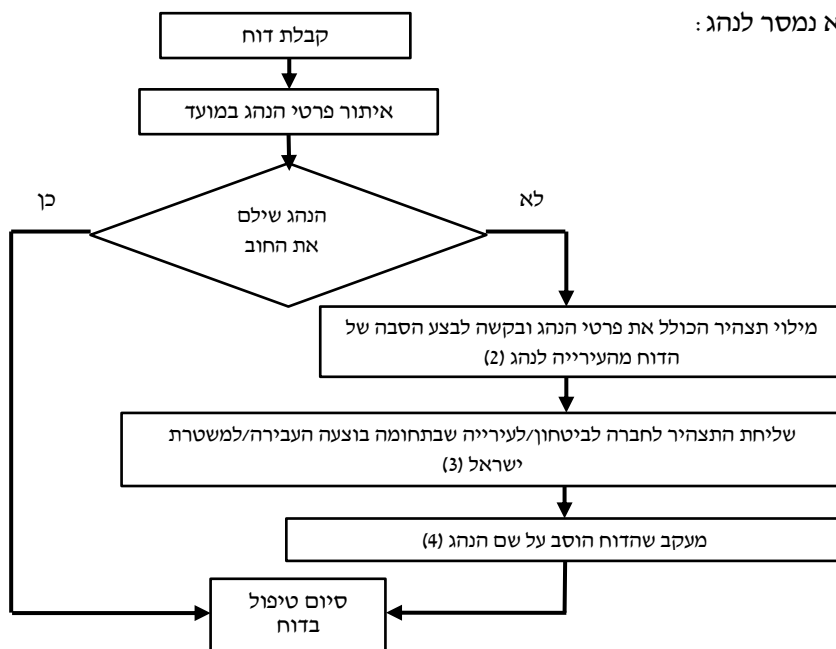 א נמסר לנהג:
קבלת דוח
איתור פרטי הנהג במועד
כן
לא
הנהג שילם
את החוב
מילוי תצהיר הכולל את פרטי הנהג ובקשה לבצע הסבה של
הדוח מהעירייה לנהג (2)
שליחת התצהיר לחברה לביטחון/לעירייה שבתחומה בוצעה העבירה/למשטרת
ישראל (3)
מעקב שהדוח הוסב על שם הנהג (4)
סיום טיפול
בדוח